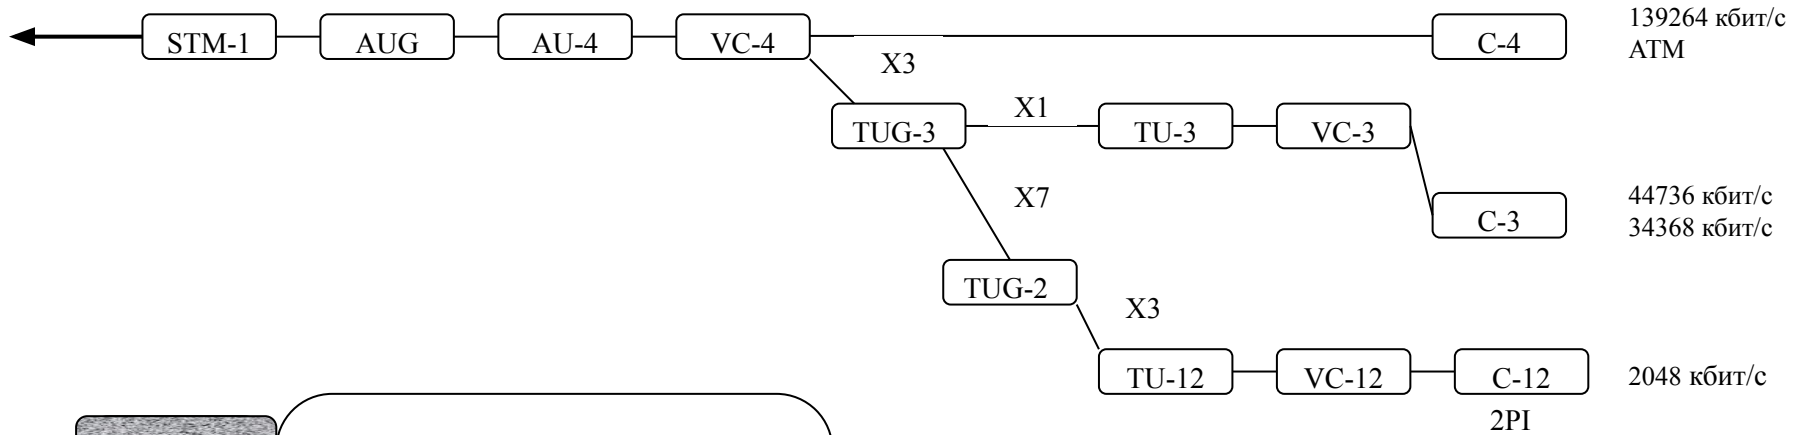 STM-1 AUG AU-4 VC-4 C-4 139264 кбит/с
ATM
X3
TUG-3 X1 TU-3 VC-3
X7
C-3 44736 кбит/с
34368 кбит/с
TUG-2
X3
TU-12 VC-12 C-12 2048 кбит/с
2PI